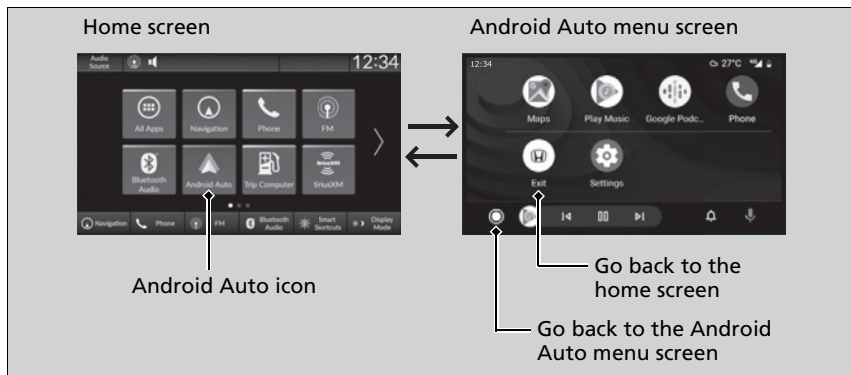 Home screen
Android Auto menu screen
Audio
Source
12:34
All Apps
Navigation
Phone
FM
Bluetooth
Audio
Android Auto
Trip Computer
SiriusXM
SiriusXM
Navigation
Phone
FM
Bluetooth
Audio
Smart
Shortcuts
Display
Mode
12:34
27°C
Maps
Play Music
Google Podc..
Phone
Exit
Settings
Android Auto icon
Go back to the
home screen
Go back to the Android
Auto menu screen